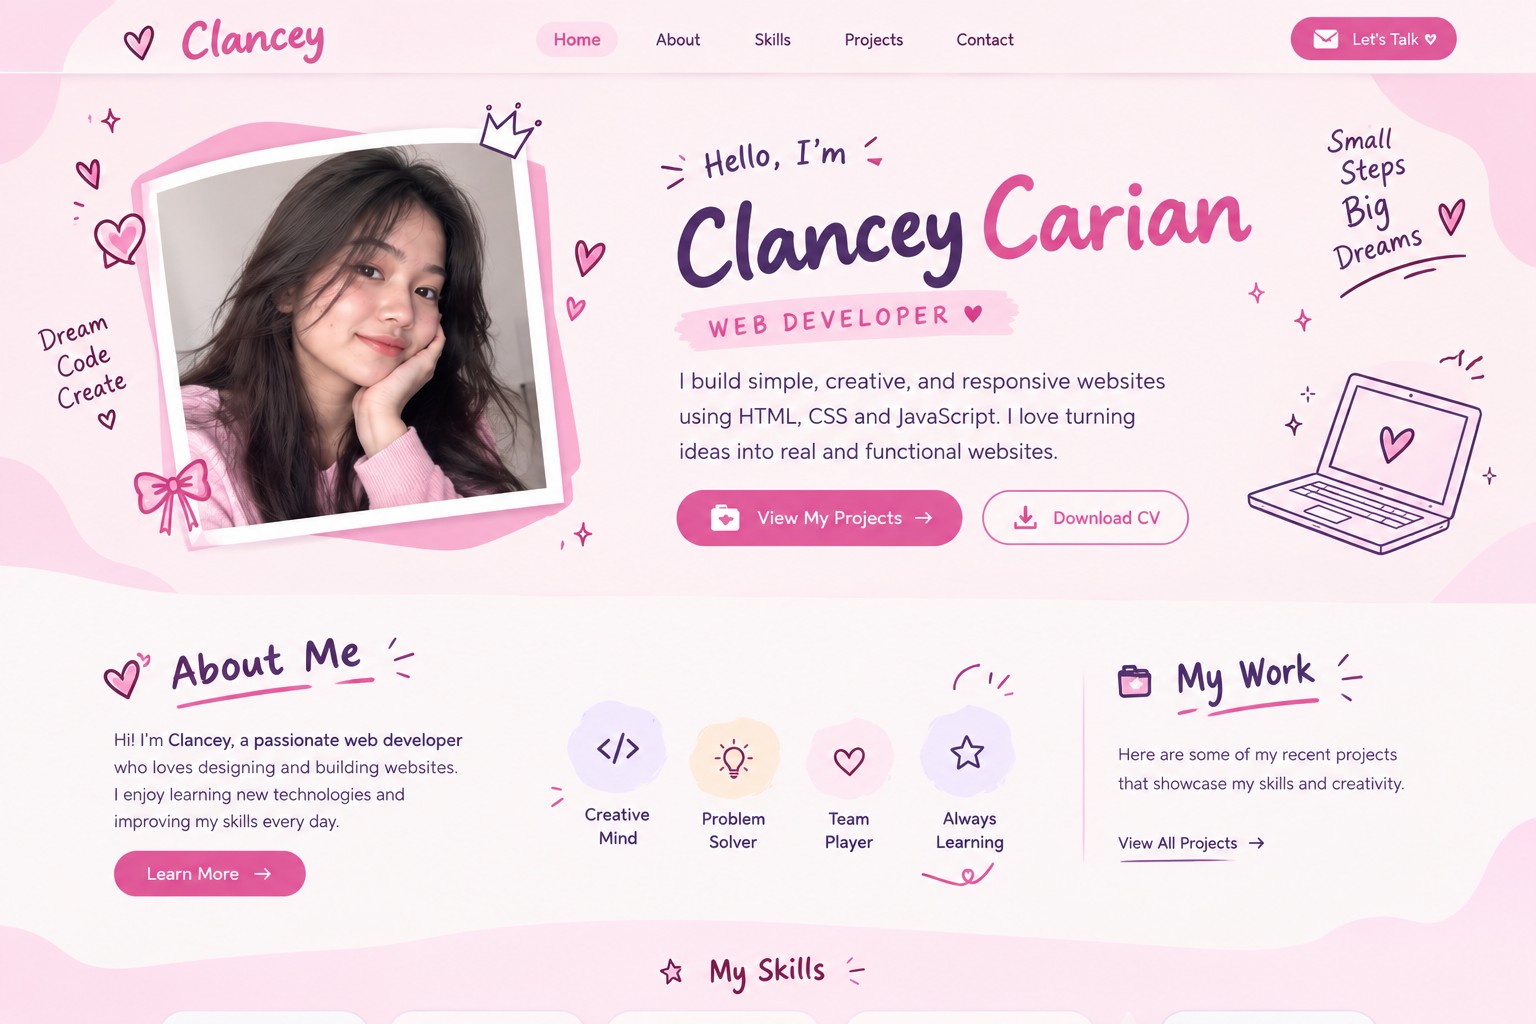 Clancey
Home
About
Skills
Projects
Contact
Let's Talk
Dream
Code
Create
Hello, I'm
Clancey Carian
WEB DEVELOPER
I build simple, creative, and responsive websites
using HTML, CSS and JavaScript. I love turning
ideas into real and functional websites.
View My Projects →
Download CV
Small
Steps
Big
Dreams
About Me
Hi! I'm Clancey, a passionate web developer
who loves designing and building websites.
I enjoy learning new technologies and
improving my skills every day.
Learn More →
</>
Creative
Mind
Problem
Solver
Team
Player
Always
Learning
My Work
Here are some of my recent projects
that showcase my skills and creativity.
View All Projects →
My Skills